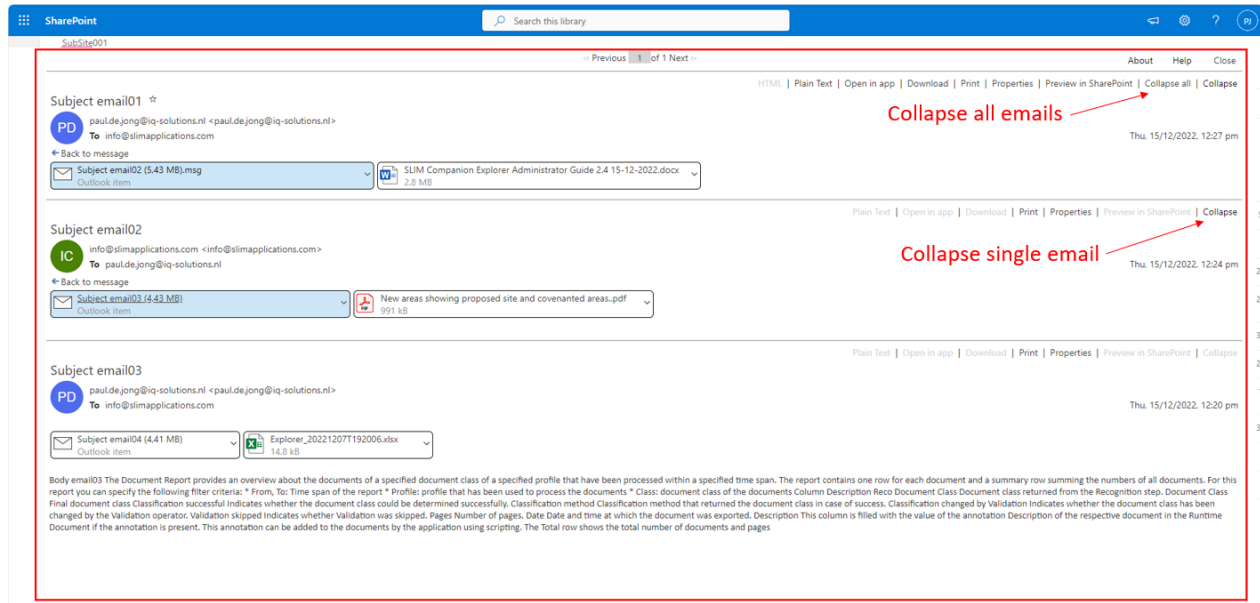 SharePoint
Search this library
PJ
SubSite001
Previous 1 of 1 Next
About Help Close
HTML | Plain Text | Open in app | Download | Print | Properties | Preview in SharePoint | Collapse all | Collapse
Subject email01
Collapse all emails
PD
paul.de.jong@iq-solutions.nl <paul.de.jong@iq-solutions.nl>
To info@slimapplications.com
Thu, 15/12/2022, 12:27 pm
Back to message
Subject email02 (5,43 MB).msg
Outlook item
SLIM Companion Explorer Administrator Guide 2.4 15-12-2022.docx
2.8 MB
Plain Text | Open in app | Download | Print | Properties | Preview in SharePoint | Collapse
Subject email02
Collapse single email
IC
info@slimapplications.com <info@slimapplications.com>
To paul.de.jong@iq-solutions.nl
Thu, 15/12/2022, 12:24 pm
Back to message
Subject email03 (4,43 MB)
Outlook item
New areas showing proposed site and covenanted areas..pdf
991 kB
Plain Text | Open in app | Download | Print | Properties | Preview in SharePoint | Collapse
Subject email03
PD
paul.de.jong@iq-solutions.nl <paul.de.jong@iq-solutions.nl>
To info@slimapplications.com
Thu, 15/12/2022, 12:20 pm
Subject email04 (4,41 MB)
Outlook item
Explorer_20221207T192006.xlsx
14.8 kB
Body email03 The Document Report provides an overview about the documents of a specified document class of a specified profile that have been processed within a specified time span. The report contains one row for each document and a summary row summing the numbers of all documents. For this
report you can specify the following filter criteria: * From, To: Time span of the report * Profile: profile that has been used to process the documents * Class: document class of the documents Column Description Reco Document Class Document class returned from the Recognition step. Document Class
Final document class Classification successful Indicates whether the document class could be determined successfully. Classification method Classification method that returned the document class in case of success. Classification changed by Validation Indicates whether the document class has been
changed by the Validation operator. Validation skipped Indicates whether Validation was skipped. Pages Number of pages. Date Date and time at which the document was exported. Description This column is filled with the value of the annotation Description of the respective document in the Runtime
Document if the annotation is present. This annotation can be added to the documents by the application using scripting. The Total row shows the total number of documents and pages